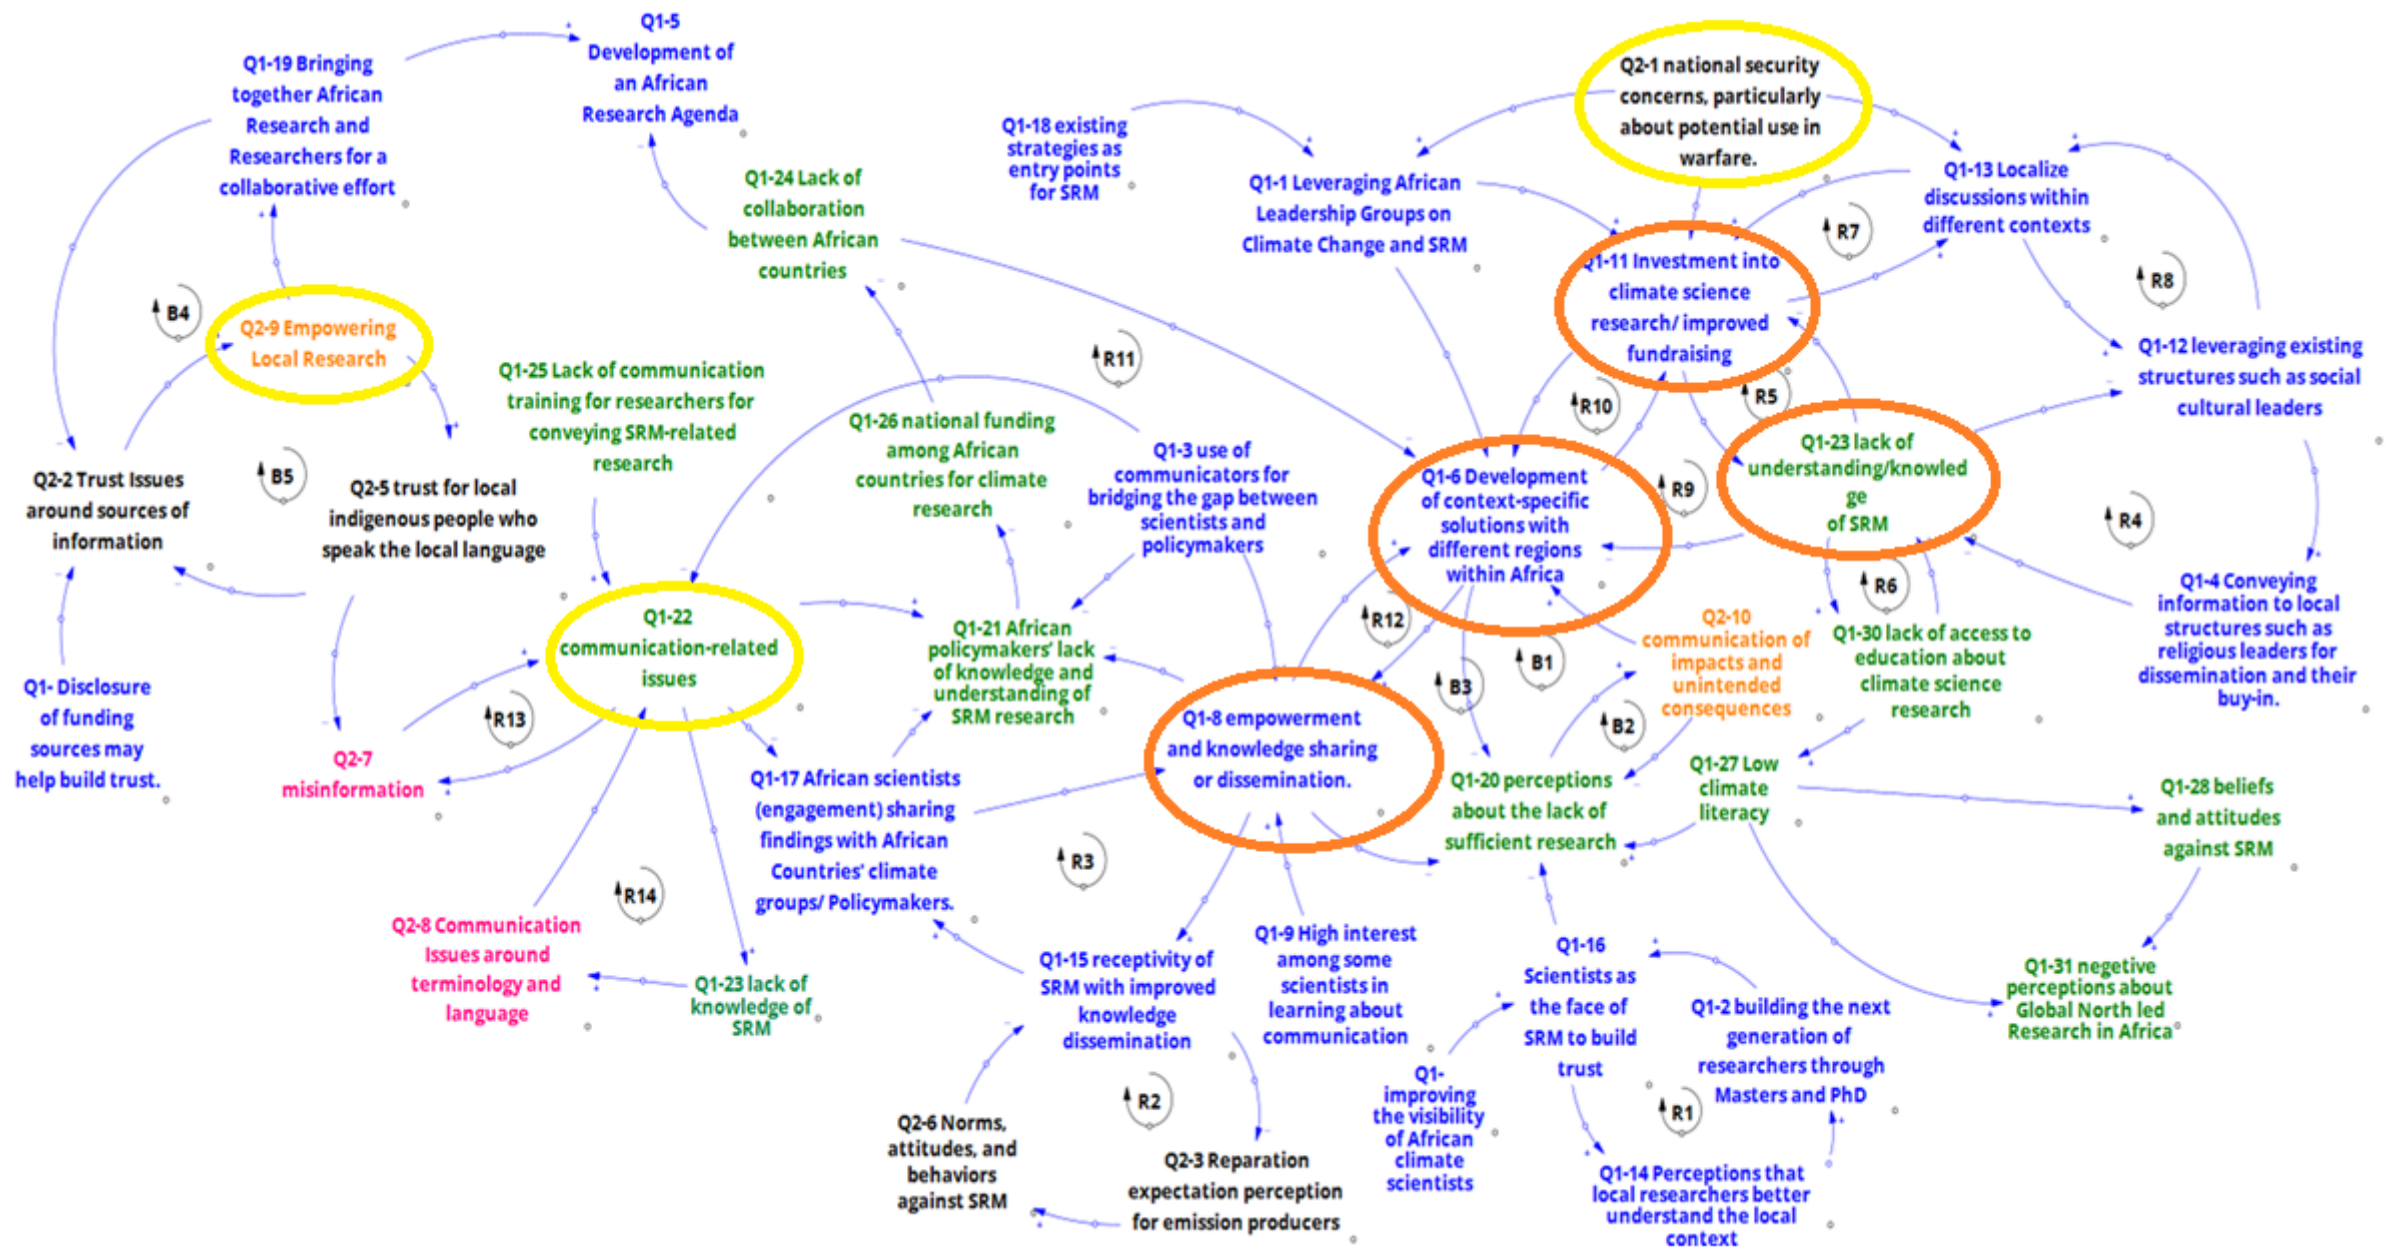 Q1-5
Development of
an African
Research Agenda
Q1-19 Bringing
together African
Research and
Researchers for a
collaborative effort
Q2-1 national security
concerns, particularly
about potential use in
warfare.
Q1-18 existing
strategies as
entry points
for SRM
Q1-24 Lack of
collaboration
between African
countries
Q1-1 Leveraging African
Leadership Groups on
Climate Change and SRM
Q1-13 Localize
discussions within
different contexts
R7
Q1-11 Investment into
climate science
research/ improved
fundraising
R8
B4
Q2-9 Empowering
Local Research
R11
Q1-12 leveraging existing
structures such as social
cultural leaders
Q1-25 Lack of communication
training for researchers for
conveying SRM-related
research
R10
R5
Q1-26 national funding
among African
countries for climate
research
Q1-3 use of
communicators for
bridging the gap between
scientists and
policymakers
Q1-23 lack of
understanding/knowled
ge
of SRM
Q2-2 Trust Issues
around sources of
information
B5
Q2-5 trust for local
indigenous people who
speak the local language
Q1-6 Development
of context-specific
solutions with
different regions
within Africa
R9
R4
R6
Q1-4 Conveying
information to local
structures such as
religious leaders for
dissemination and their
buy-in.
Q1-22
communication-related
issues
Q1-21 African
policymakers' lack
of knowledge and
understanding of
SRM research
R12
B1
B3
B2
Q2-10
communication of
impacts and
unintended
consequences
Q1-30 lack of access to
education about
climate science
research
Q1- Disclosure
of funding
sources may
help build trust.
R13
Q2-7
misinformation
Q1-17 African scientists
(engagement) sharing
findings with African
Countries' climate
groups/ Policymakers.
Q1-8 empowerment
and knowledge sharing
or dissemination.
Q1-20 perceptions
about the lack of
sufficient research
Q1-27 Low
climate
literacy
Q1-28 beliefs
and attitudes
against SRM
R3
R14
Q2-8 Communication
Issues around
terminology and
language
Q1-23 lack of
knowledge of
SRM
Q1-15 receptivity of
SRM with improved
knowledge
dissemination
Q1-9 High interest
among some
scientists in
learning about
communication
Q1-16
Scientists as
the face of
SRM to build
trust
Q1-2 building the next
generation of
researchers through
Masters and PhD
Q1-31 negetive
perceptions about
Global North led
Research in Africa
R2
Q1-
improving
the visibility
of African
climate
scientists
R1
Q2-6 Norms,
attitudes, and
behaviors
against SRM
Q2-3 Reparation
expectation perception
for emission producers
Q1-14 Perceptions that
local researchers better
understand the local
context